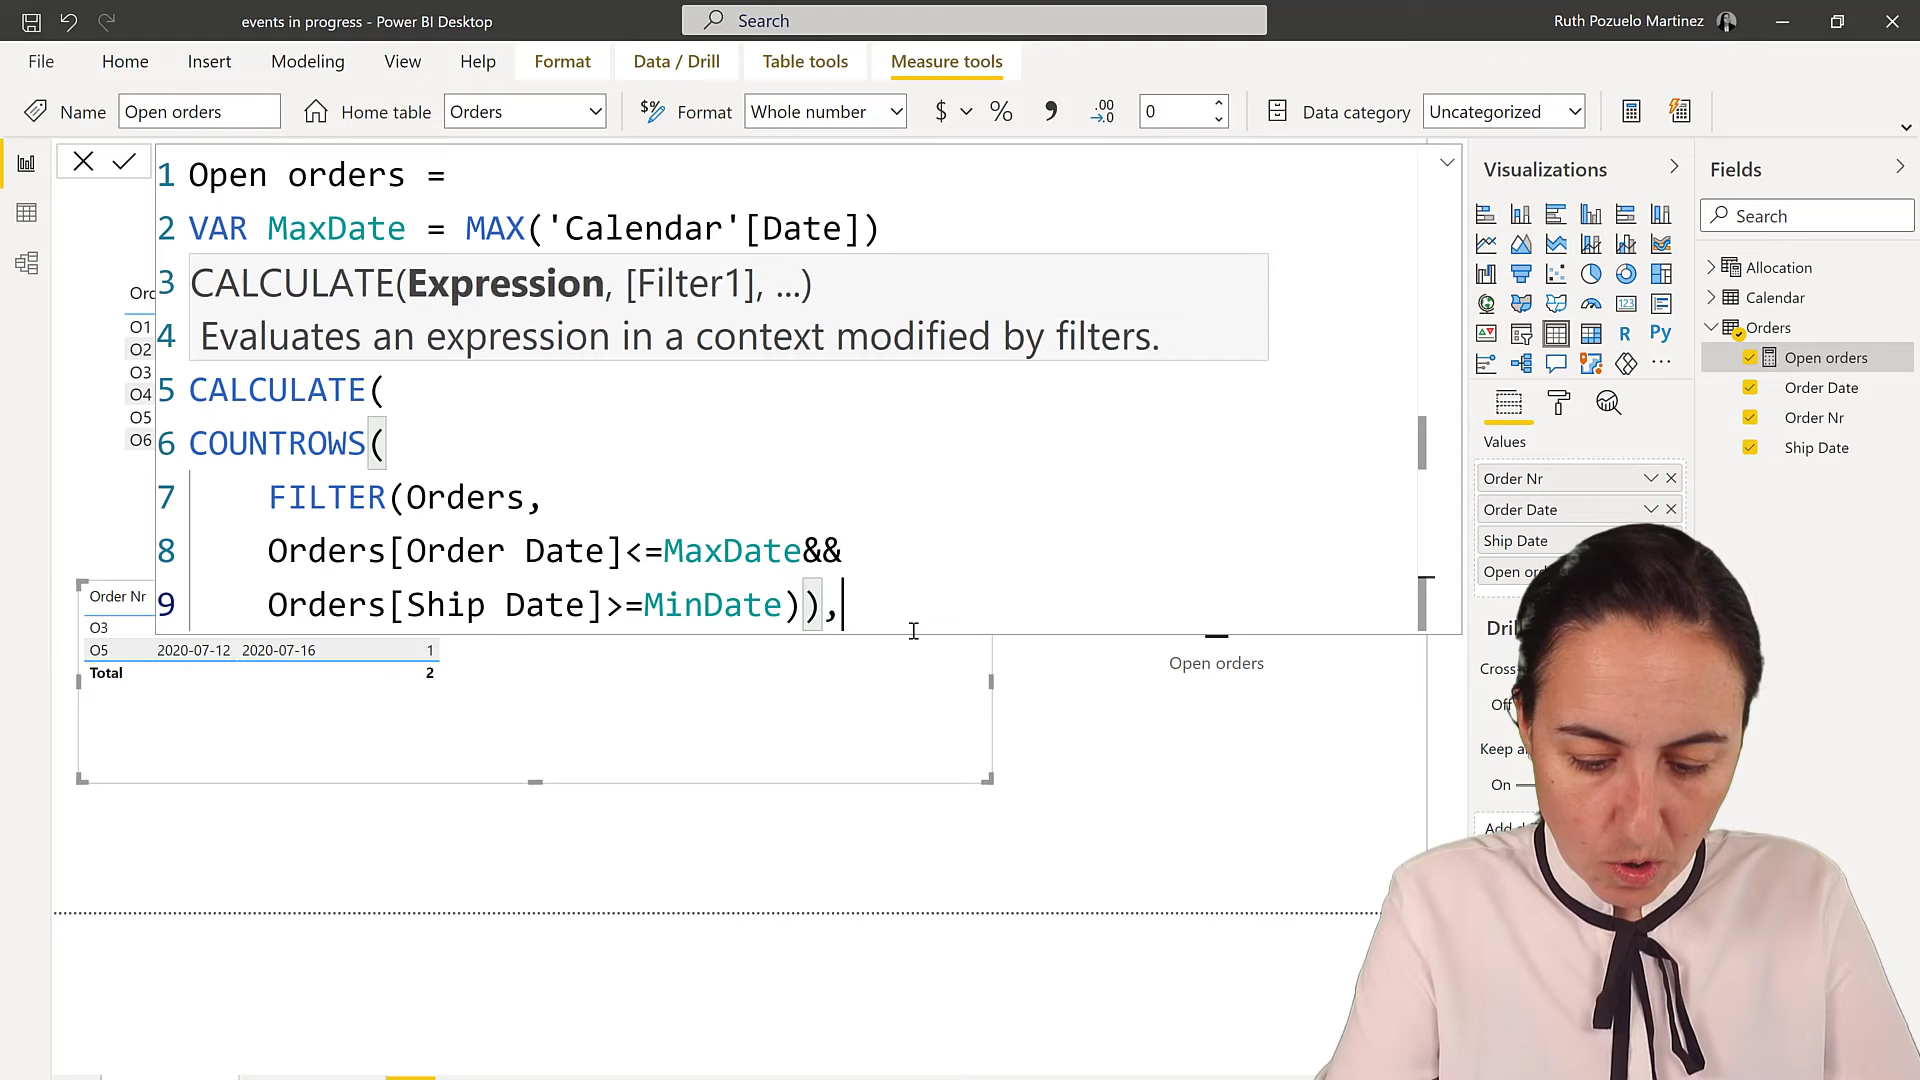 events in progress - Power BI Desktop
Search
Ruth Pozuelo Martinez
File
Home
Insert
Modeling
View
Help
Format
Data / Drill
Table tools
Measure tools
Name
Open orders
Home table
Orders
Format
Whole number
$
%
,
.00
0
Data category
Uncategorized
1 Open orders =
2 VAR MaxDate = MAX('Calendar'[Date])
3 CALCULATE(Expression, [Filter1], ...)
4 Evaluates an expression in a context modified by filters.
5 CALCULATE(
6 COUNTROWS(
7 FILTER(Orders,
8 Orders[Order Date]<=MaxDate&&
9 Orders[Ship Date]>=MinDate)),
O1
O2
O3
O4
O5
O6
Order Nr
O3
O5 2020-07-12 2020-07-16 1
Total 2
Open orders
Visualizations
R
Py
123
Values
Order Nr
Order Date
Ship Date
Open
Cross-
Off
Keep
On
Fields
Search
Allocation
Calendar
Orders
Open orders
Order Date
Order Nr
Ship Date